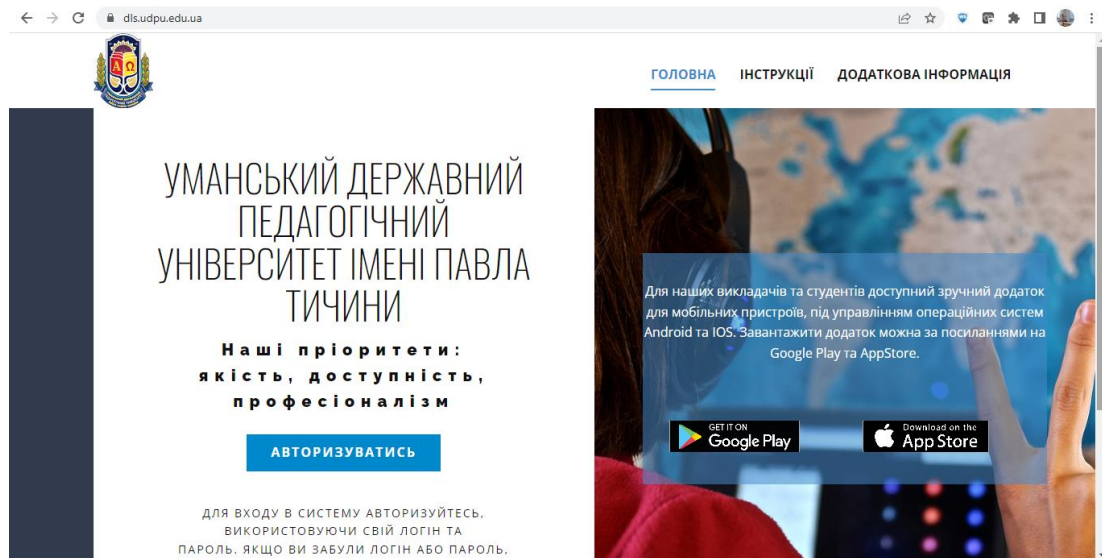 dls.udpu.edu.ua
ГОЛОВНА ІНСТРУКЦІЇ ДОДАТКОВА ІНФОРМАЦІЯ
УМАНСЬКИЙ ДЕРЖАВНИЙ
ПЕДАГОГІЧНИЙ
УНІВЕРСИТЕТ ІМЕНІ ПАВЛА
ТИЧИНИ
Наші пріоритети:
якість, доступність,
професіоналізм
АВТОРИЗУВАТИСЬ
ДЛЯ ВХОДУ В СИСТЕМУ АВТОРИЗУЙТЕСЬ,
ВИКОРИСТОВУЮЧИ СВІЙ ЛОГІН ТА
ПАРОЛЬ. ЯКЩО ВИ ЗАБУЛИ ЛОГІН АБО ПАРОЛЬ,
Для наших викладачів та студентів доступний зручний додаток
для мобільних пристроїв, під управлінням операційних систем
Android та IOS. Завантажити додаток можна за посиланнями на
Google Play та AppStore.
GET IT ON
Google Play
Download on the
App Store